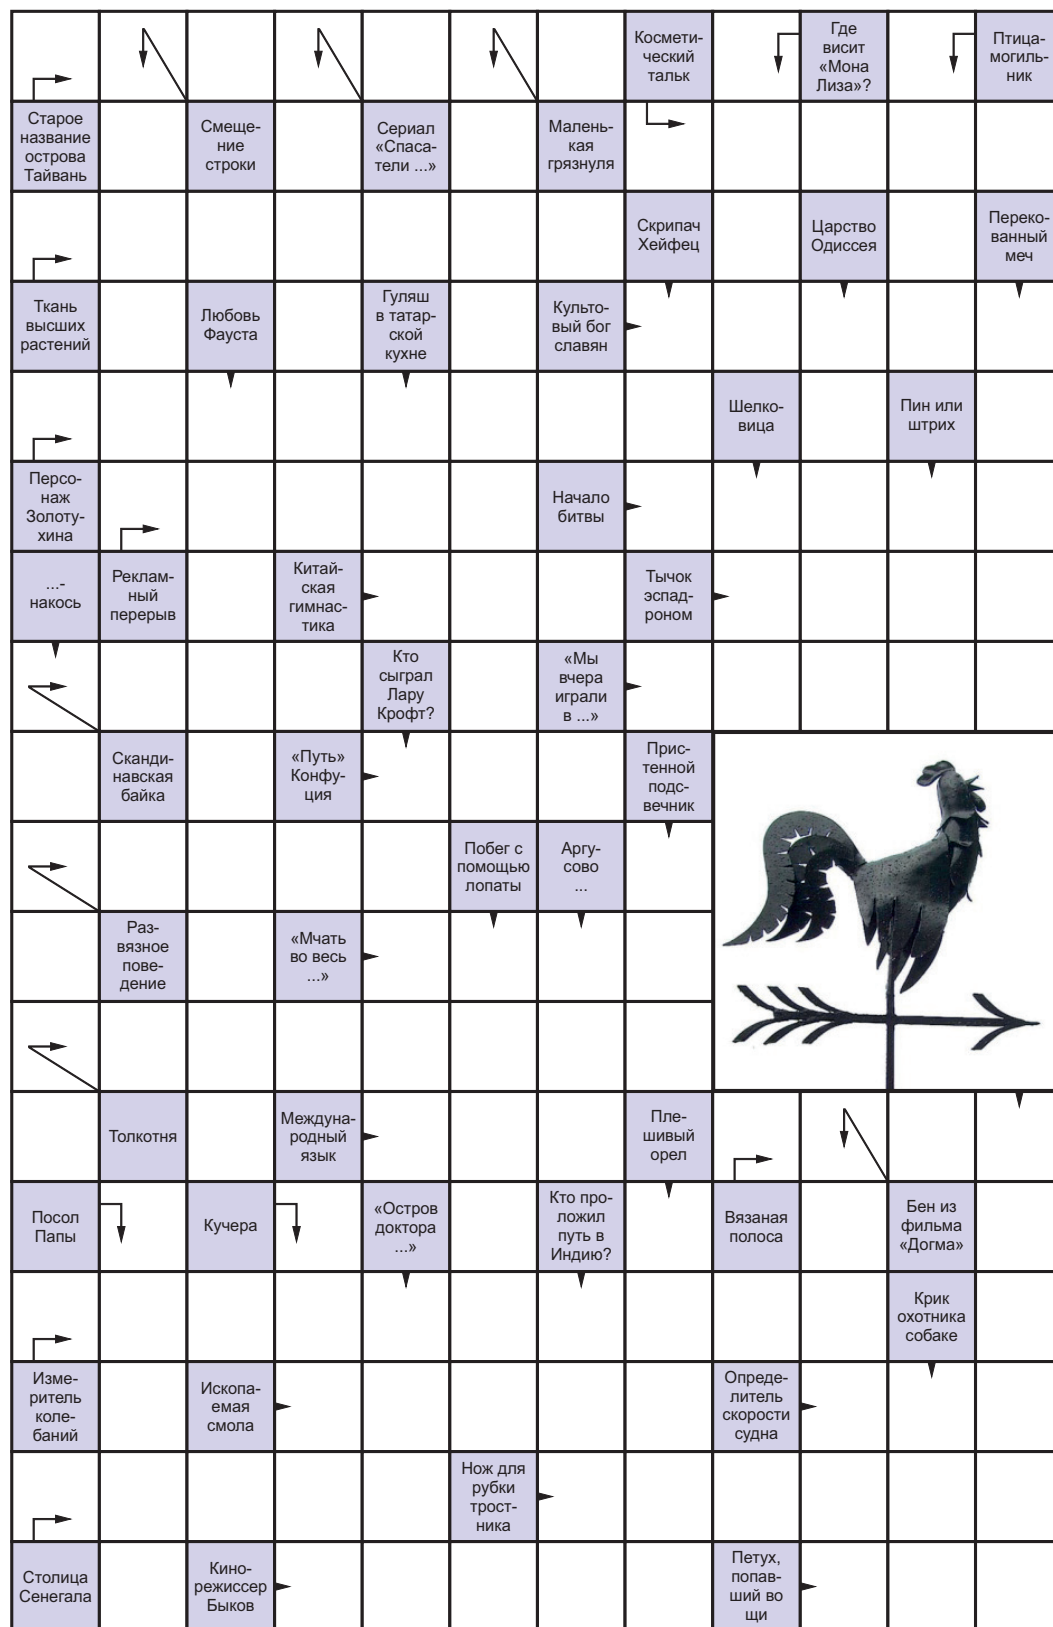 Космети-
ческий
тальк
Где
висит
«Мона
Лиза»?
Птица-
могиль-
ник
Старое
название
острова
Тайвань
Смеще-
ние
строки
Сериал
«Спаса-
тели ...»
Малень-
кая
грязнуля
Скрипач
Хейфец
Царство
Одиссея
Переко-
ванный
меч
Ткань
высших
растений
Любовь
Фауста
Гуляш
в татар-
ской
кухне
Культо-
вый бог
славян
Шелко-
вица
Пин или
штрих
Персо-
наж
Золоту-
хина
Начало
битвы
...-
накось
Реклам-
ный
перерыв
Китай-
ская
гимнас-
тика
Тычок
эспад-
роном
Кто
сыграл
Лару
Крофт?
«Мы
вчера
играли
в ...»
Сканди-
навская
байка
«Путь»
Конфу-
ция
Прис-
тенной
подс-
вечник
Побег с
помощью
лопаты
Аргу-
сово
...
Раз-
вязное
пове-
дение
«Мчать
во весь
...»
Толкотня
Междуна-
родный
язык
Пле-
шивый
орел
Посол
Папы
Кучера
«Остров
доктора
...»
Кто про-
ложил
путь в
Индию?
Вязаная
полоса
Бен из
фильма
«Догма»
Крик
охотника
собаке
Изме-
ритель
коле-
баний
Ископа-
емая
смола
Опреде-
литель
скорости
судна
Нож для
рубки
трост-
ника
Столица
Сенегала
Кино-
режиссер
Быков
Петух,
попав-
ший во
щи